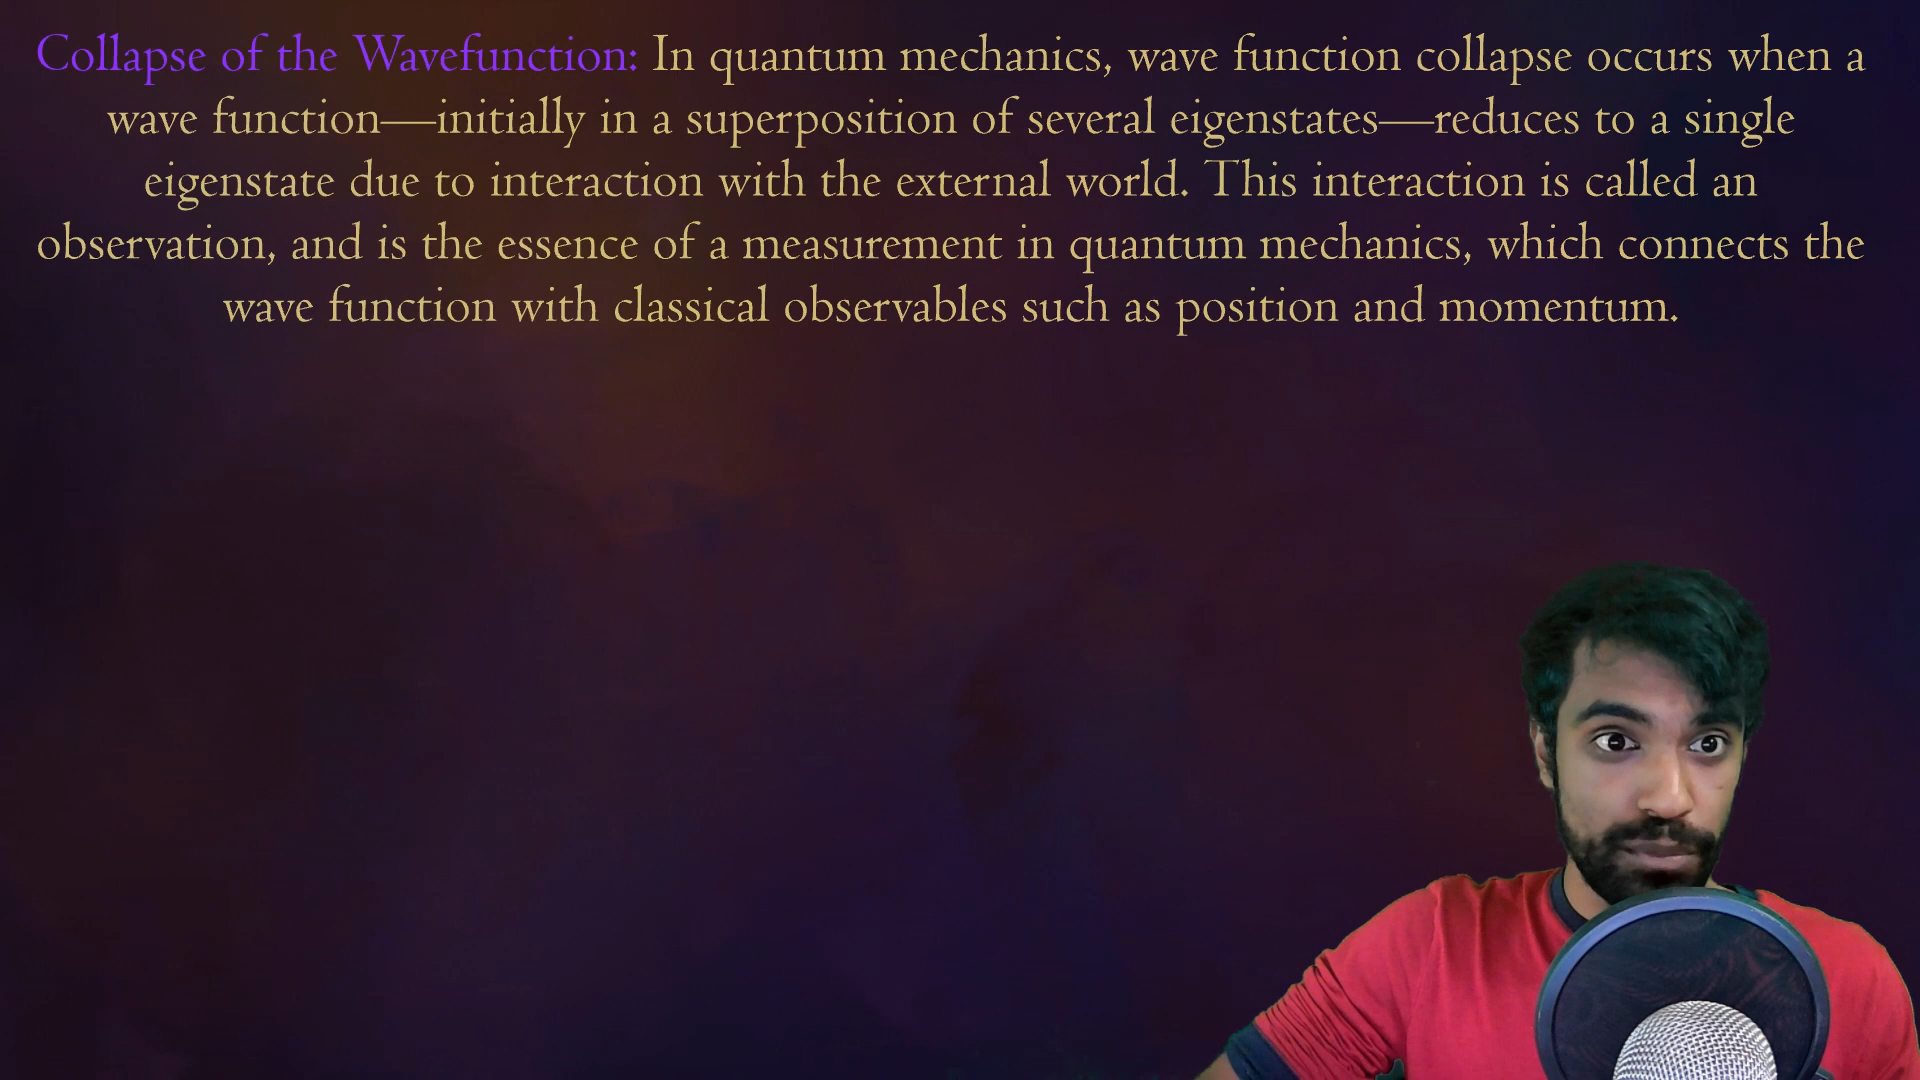 Collapse of the Wavefunction: In quantum mechanics, wave function collapse occurs when a
wave function—initially in a superposition of several eigenstates—reduces to a single
eigenstate due to interaction with the external world. This interaction is called an
observation, and is the essence of a measurement in quantum mechanics, which connects the
wave function with classical observables such as position and momentum.